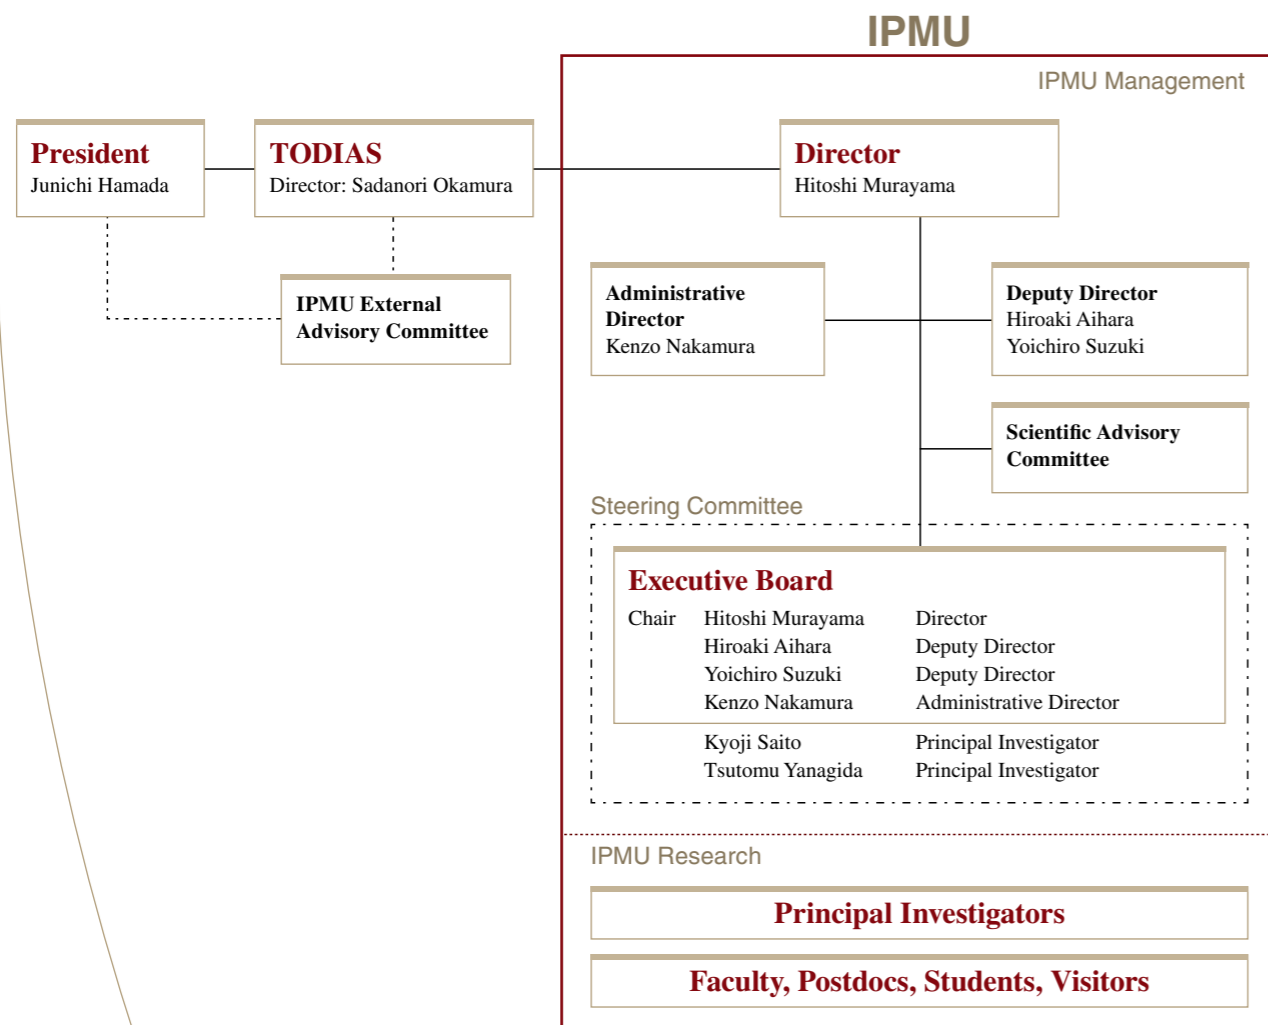 IPMU
IPMU Management
President
Junichi Hamada
TODIAS
Director: Sadanori Okamura
Director
Hitoshi Murayama
IPMU External
Advisory Committee
Administrative
Director
Kenzo Nakamura
Deputy Director
Hiroaki Aihara
Yoichiro Suzuki
Scientific Advisory
Committee
Steering Committee
Executive Board
Chair Hitoshi Murayama Director
Hiroaki Aihara Deputy Director
Yoichiro Suzuki Deputy Director
Kenzo Nakamura Administrative Director
Kyoji Saito Principal Investigator
Tsutomu Yanagida Principal Investigator
IPMU Research
Principal Investigators
Faculty, Postdocs, Students, Visitors